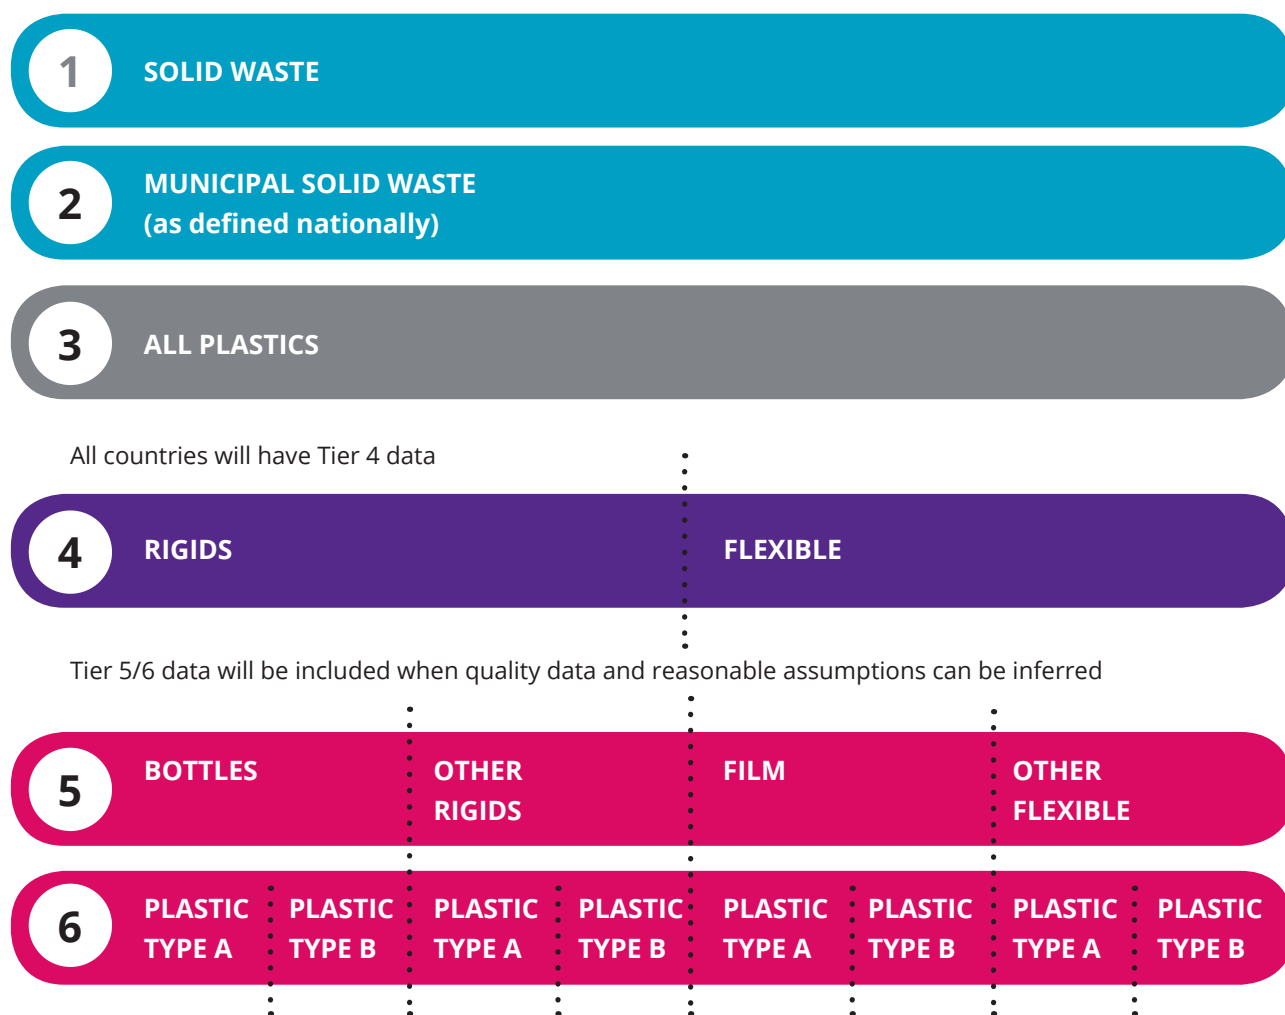 1 SOLID WASTE
2 MUNICIPAL SOLID WASTE
(as defined nationally)
3 ALL PLASTICS
All countries will have Tier 4 data
4 RIGIDS FLEXIBLE
Tier 5/6 data will be included when quality data and reasonable assumptions can be inferred
5 BOTTLES OTHER FILM OTHER
RIGIDS FLEXIBLE
6 PLASTIC PLASTIC PLASTIC PLASTIC PLASTIC PLASTIC PLASTIC PLASTIC
TYPE A TYPE B TYPE A TYPE B TYPE A TYPE B TYPE A TYPE B